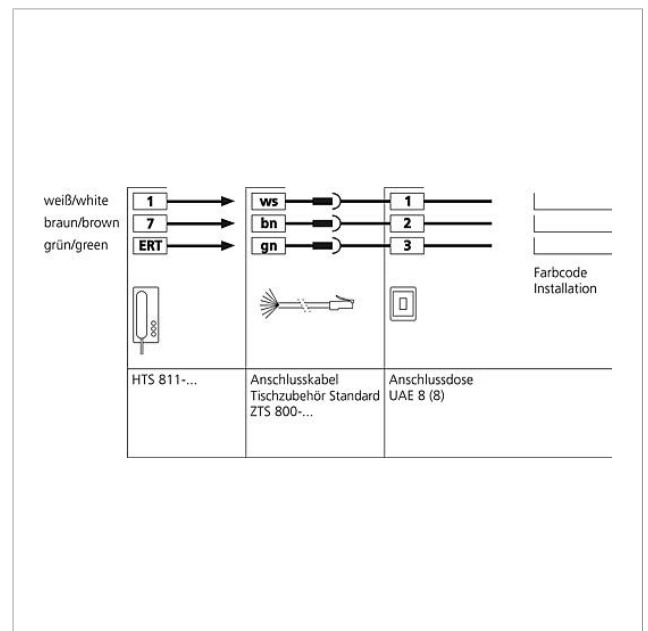 weiß/white 1 ws 1
braun/brown 7 bn 2
grün/green ERT gn 3
Farbcode
Installation
HTS 811-...
Anschlusskabel
Tischzubehör Standard
ZTS 800-...
Anschlussdose
UAE 8 (8)